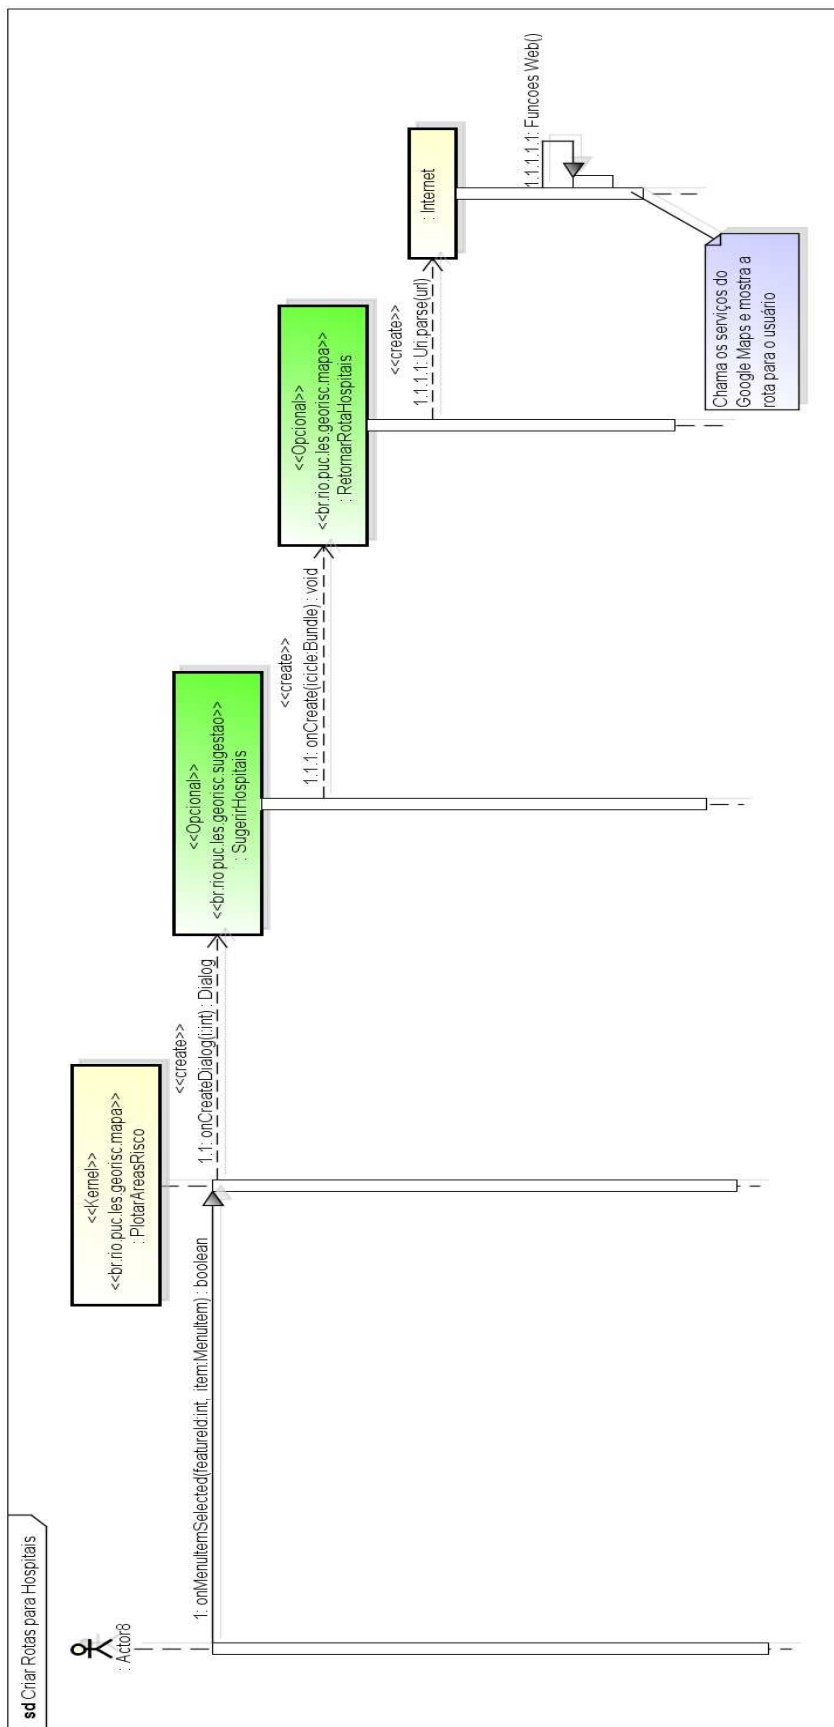 sd Criar Rotas para Hospitais
: Actor8
1: onMenuItemSelected(featureId:int, item:MenuItem) : boolean
<<Kernel>>
<<br.rio.puc.les.georisc.mapa>>
: PlotarAreasRisco
<<create>>
1.1: onCreateDialog(i:int) : Dialog
<<Opcional>>
<<br.rio.puc.les.georisc.sugestao>>
: SugerirHospitais
<<create>>
1.1.1: onCreate(icicle:Bundle) : void
<<Opcional>>
<<br.rio.puc.les.georisc.mapa>>
: RetornarRotaHospitais
<<create>>
1.1.1.1: Uri.parse(url)
: Internet
1.1.1.1.1: Funcoes Web()
Chama os serviços do
Google Maps e mostra a
rota para o usuário